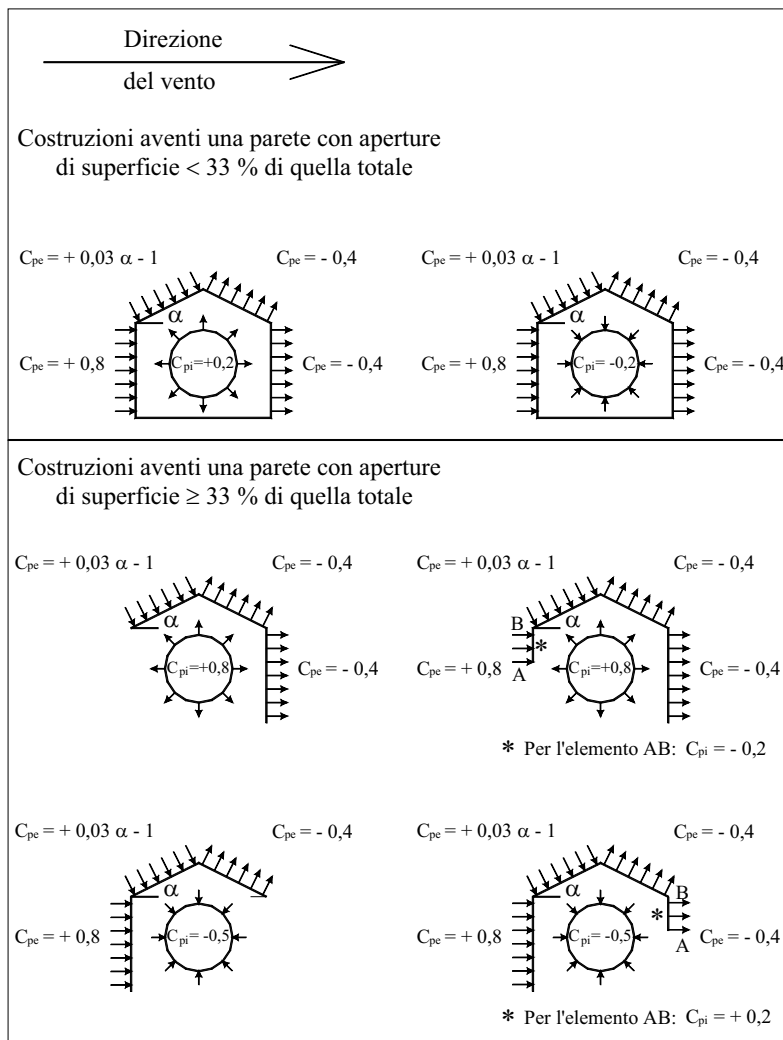 Direzione
del vento
Costruzioni aventi una parete con aperture
di superficie < 33 % di quella totale
Cpe = + 0,03 α - 1
Cpe = - 0,4
α
Cpe = + 0,8
Cpi = +0,2
Cpe = - 0,4
Cpe = + 0,03 α - 1
Cpe = - 0,4
α
Cpe = + 0,8
Cpi = -0,2
Cpe = - 0,4
Costruzioni aventi una parete con aperture
di superficie ≥ 33 % di quella totale
Cpe = + 0,03 α - 1
Cpe = - 0,4
α
Cpi = +0,8
Cpe = - 0,4
Cpe = + 0,03 α - 1
Cpe = - 0,4
B
α
*
Cpe = + 0,8
A
Cpi = +0,8
Cpe = - 0,4
* Per l'elemento AB: Cpi = - 0,2
Cpe = + 0,03 α - 1
Cpe = - 0,4
α
Cpe = + 0,8
Cpi = -0,5
Cpe = + 0,03 α - 1
Cpe = - 0,4
α
B
*
Cpe = + 0,8
Cpi = -0,5
A
Cpe = - 0,4
* Per l'elemento AB: Cpi = + 0,2